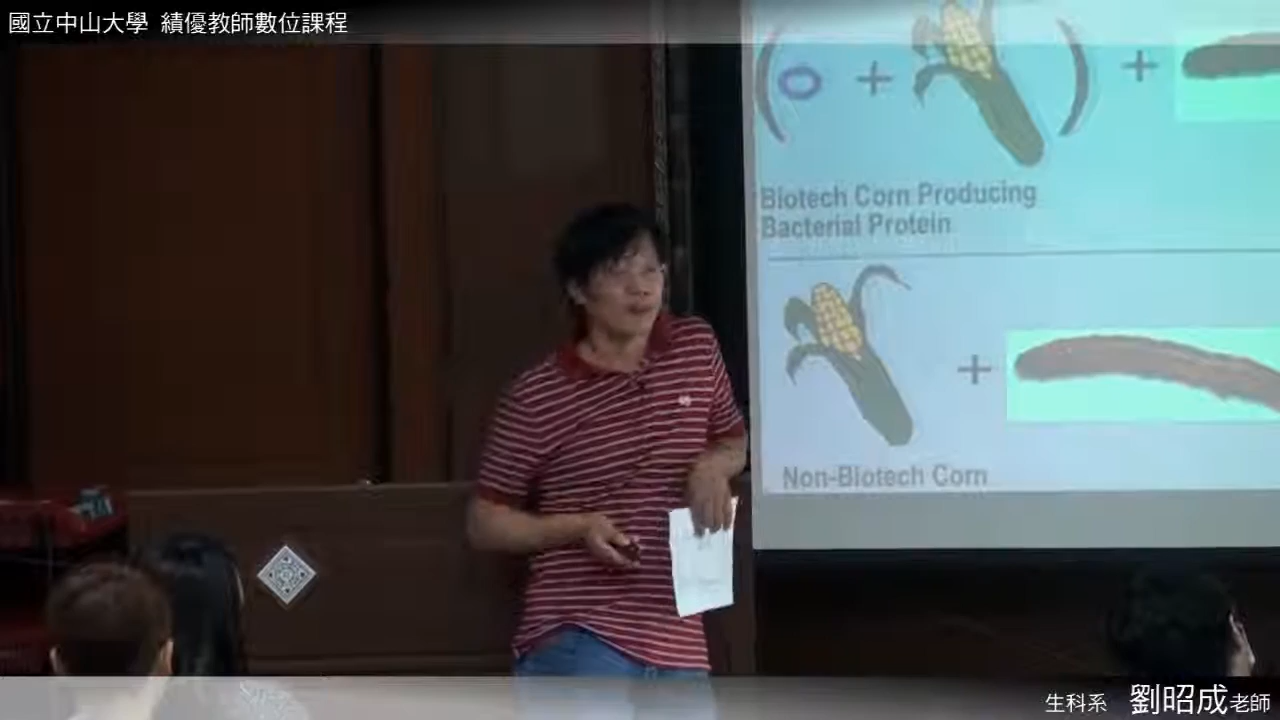 國立中山大學 績優教師數位課程
Biotech Corn Producing
Bacterial Protein
Non-Biotech Corn
生科系 劉昭成老師